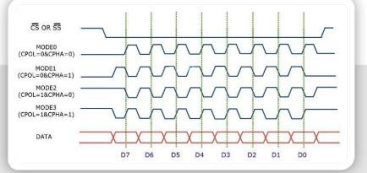 CS OR SS
MODE0
(CPOL=0&CPHA=0)
MODE1
(CPOL=0&CPHA=1)
MODE2
(CPOL=1&CPHA=0)
MODE3
(CPOL=1&CPHA=1)
DATA
D7 D6 D5 D4 D3 D2 D1 D0